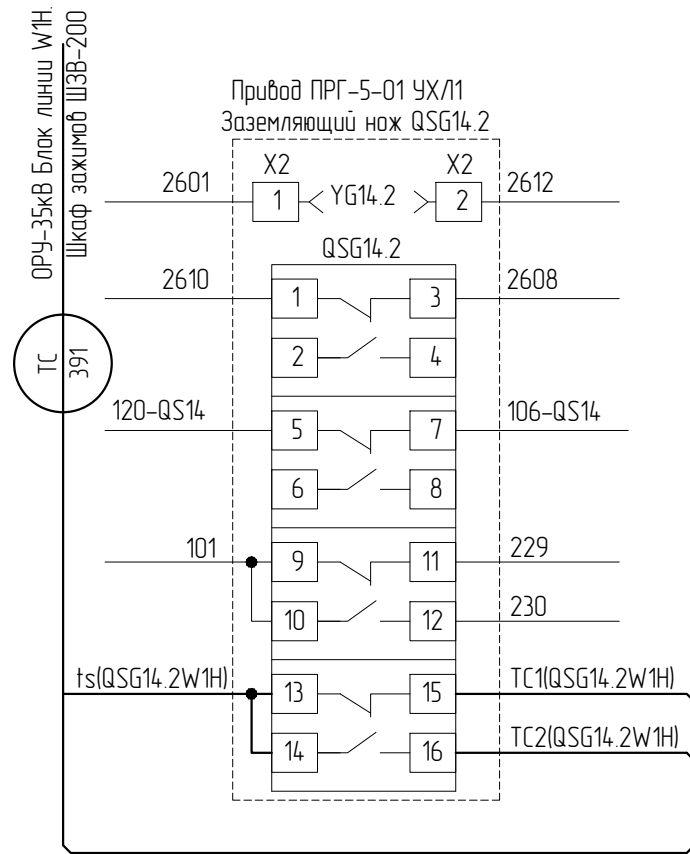 ОРУ-35кВ Блок линии W1Н.
Шкаф зажимов ШЗВ-200
Привод ПРГ-5-01 УХЛ1
Заземляющий нож QSG14.2
X2 X2
2601 1 YG14.2 2 2612
QSG14.2
2610 1 3 2608
2 4
ТС 391
120-QS14 5 7 106-QS14
6 8
101 9 11 229
10 12 230
ts(QSG14.2W1H) 13 15 TC1(QSG14.2W1H)
14 16 TC2(QSG14.2W1H)